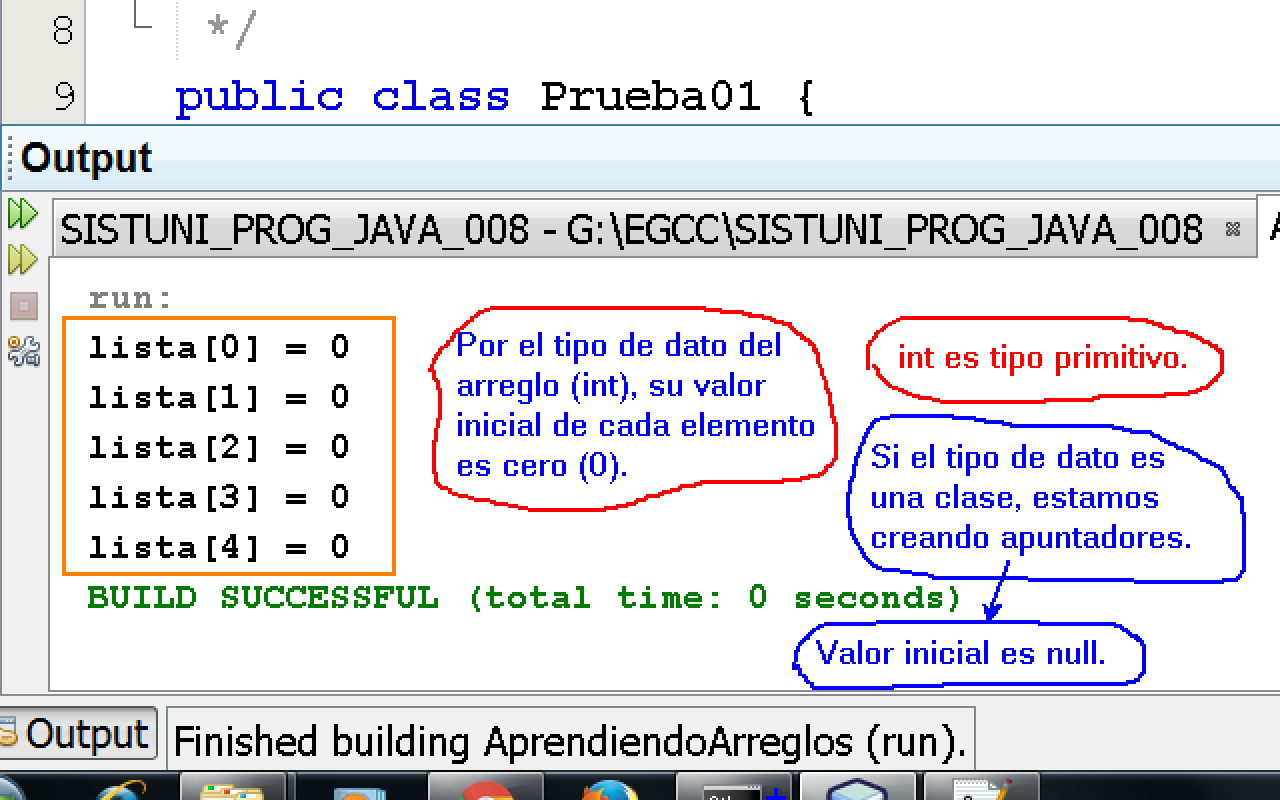 8 */
9 public class Prueba01 {
Output
SISTUNI_PROG_JAVA_008 - G:\EGCC\SISTUNI_PROG_JAVA_008
run:
lista[0] = 0
lista[1] = 0
lista[2] = 0
lista[3] = 0
lista[4] = 0
BUILD SUCCESSFUL (total time: 0 seconds)
Por el tipo de dato del
arreglo (int), su valor
inicial de cada elemento
es cero (0).
int es tipo primitivo.
Si el tipo de dato es
una clase, estamos
creando apuntadores.
Valor inicial es null.
Output
Finished building AprendiendoArreglos (run).